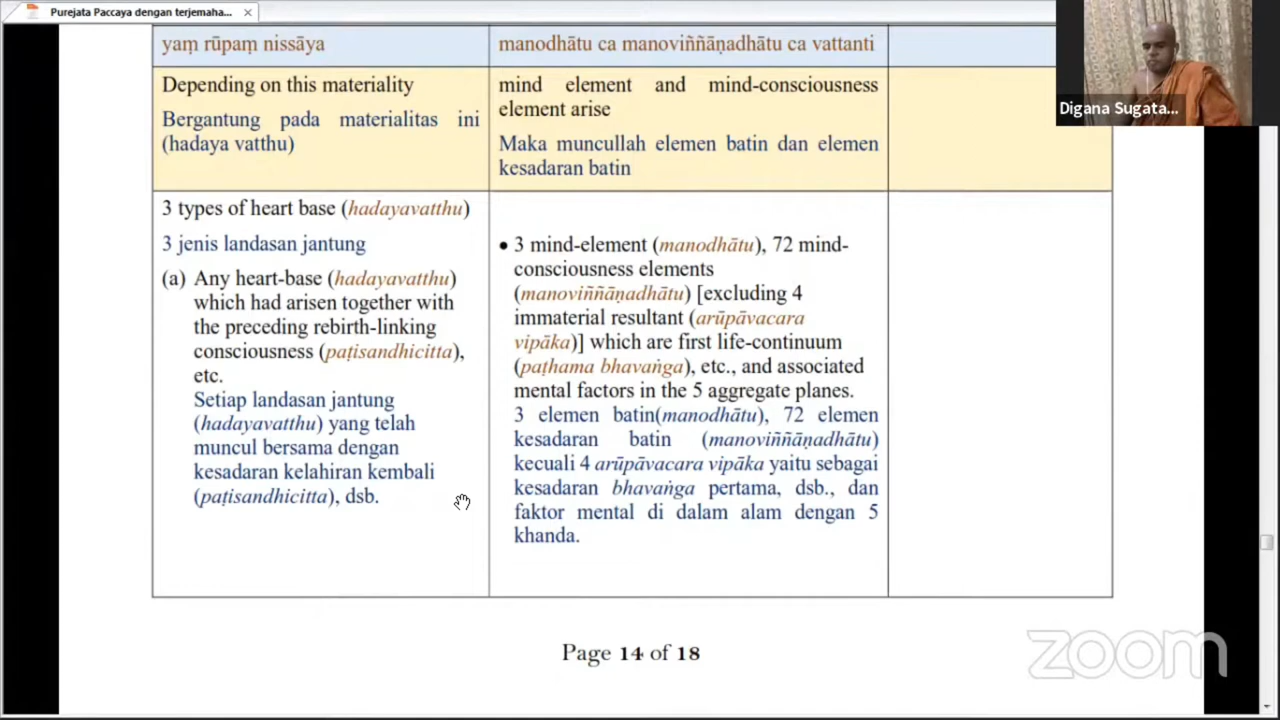 Purejata Paccaya dengan terjemaha...
yaṃ rūpaṃ nissāya
manodhātu ca manoviññāṇadhātu ca vattanti
Depending on this materiality
Bergantung pada materialitas ini
(hadaya vatthu)
mind element and mind-consciousness
element arise
Maka muncullah elemen batin dan elemen
kesadaran batin
3 types of heart base (hadayavatthu)
3 jenis landasan jantung
(a) Any heart-base (hadayavatthu)
which had arisen together with
the preceding rebirth-linking
consciousness (paṭisandhicitta),
etc.
Setiap landasan jantung
(hadayavatthu) yang telah
muncul bersama dengan
kesadaran kelahiran kembali
(paṭisandhicitta), dsb.
• 3 mind-element (manodhātu), 72 mind-
consciousness elements
(manoviññāṇadhātu) [excluding 4
immaterial resultant (arūpāvacara
vipāka)] which are first life-continuum
(paṭhama bhavaṅga), etc., and associated
mental factors in the 5 aggregate planes.
3 elemen batin(manodhātu), 72 elemen
kesadaran batin (manoviññāṇadhātu)
kecuali 4 arūpāvacara vipāka yaitu sebagai
kesadaran bhavaṅga pertama, dsb., dan
faktor mental di dalam alam dengan 5
khanda.
Page 14 of 18
Digana Sugata...
zoom